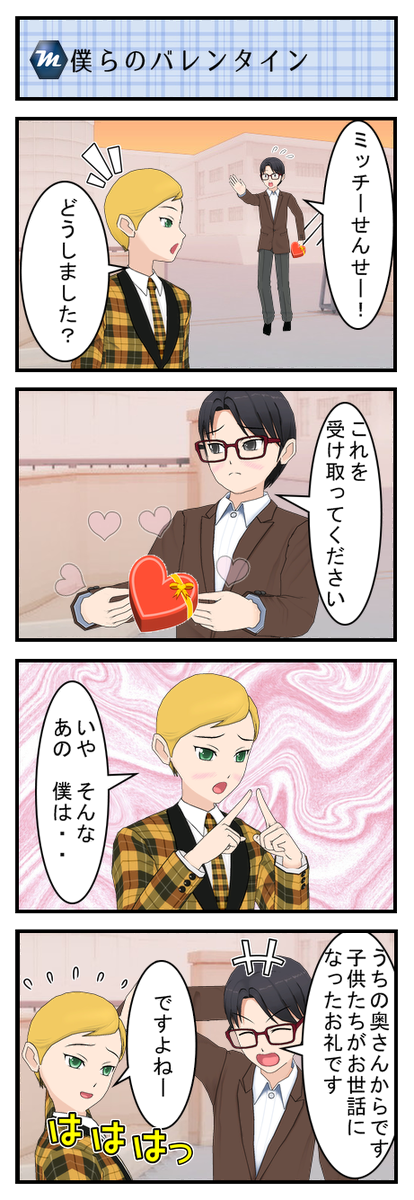 m 僕らのバレンタイン
ミッチーせんせー！
どうしました？
これを
受け取ってください
いや　そんな
あの　僕は・・
うちの奥さんからです
子供たちがお世話に
なったお礼です
ですよねー
はははっ